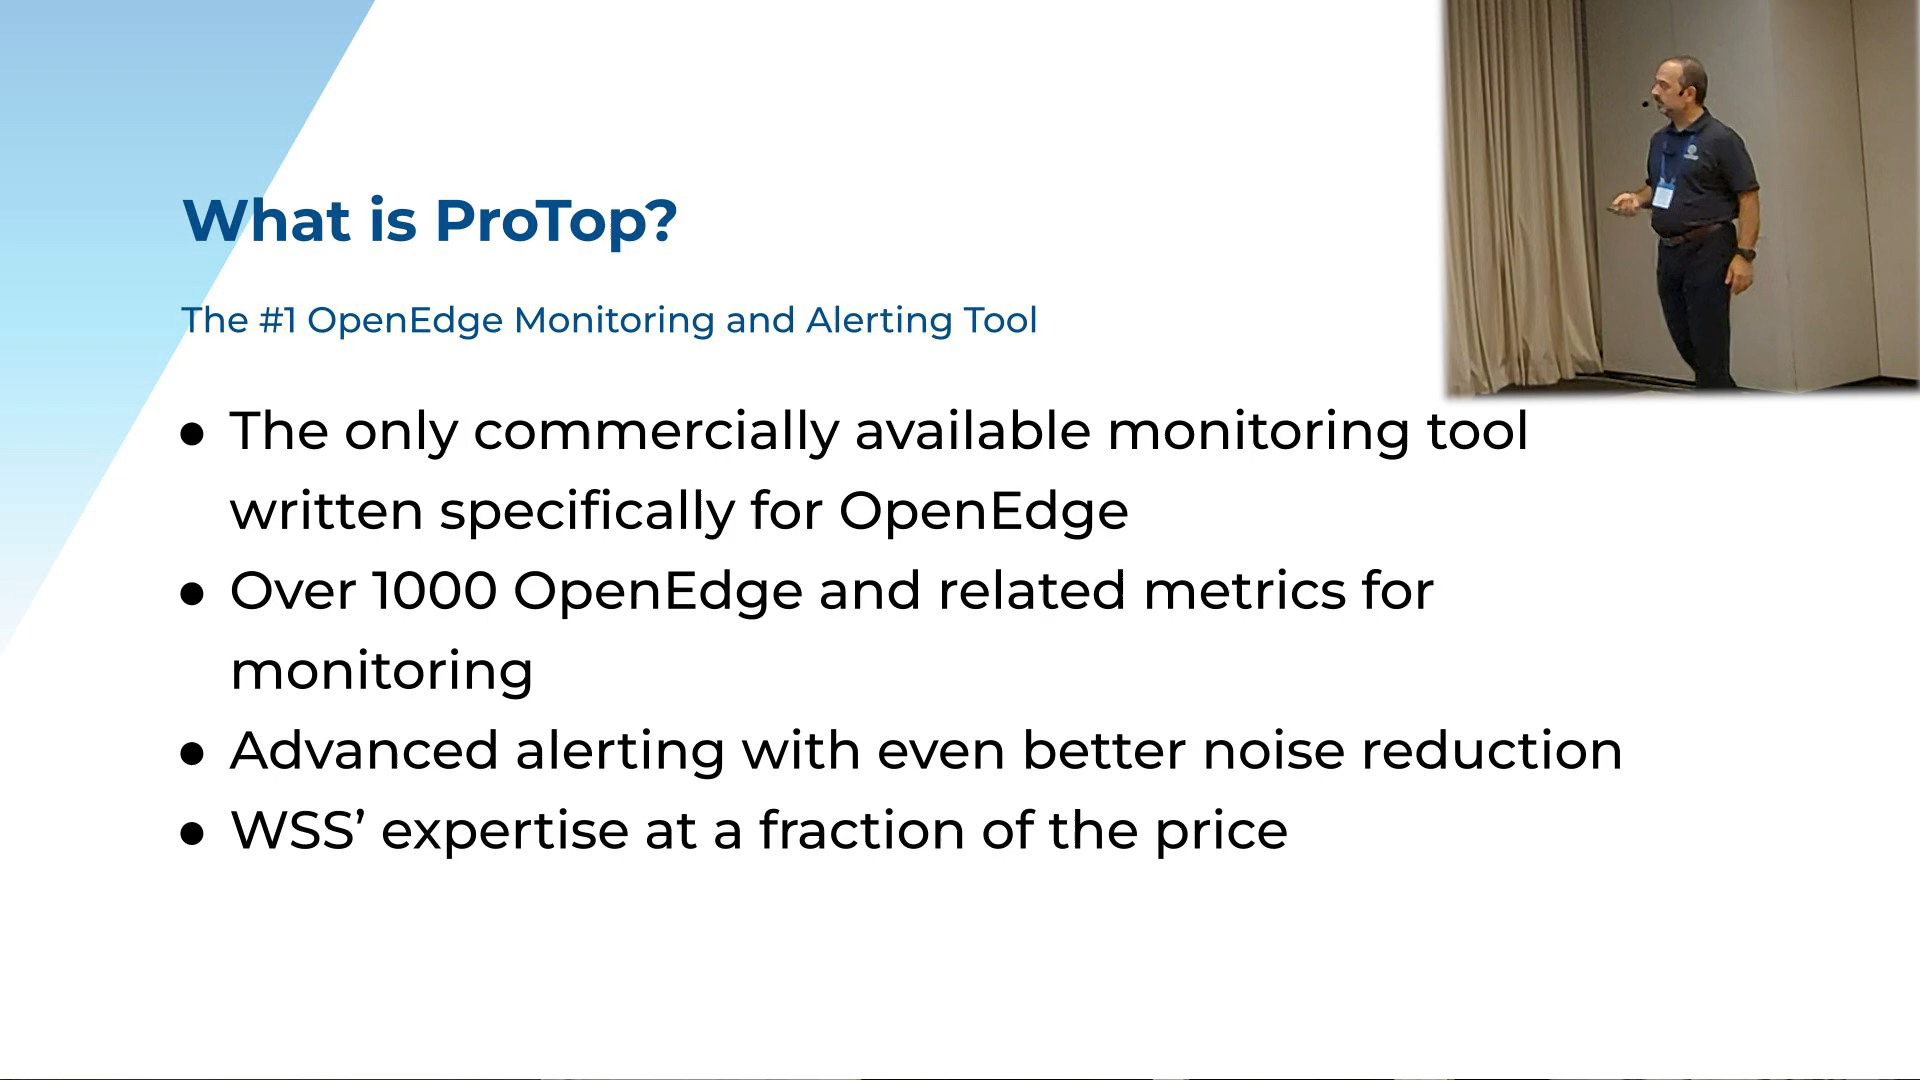 What is ProTop?
The #1 OpenEdge Monitoring and Alerting Tool
● The only commercially available monitoring tool
written specifically for OpenEdge
● Over 1000 OpenEdge and related metrics for
monitoring
● Advanced alerting with even better noise reduction
● WSS’ expertise at a fraction of the price